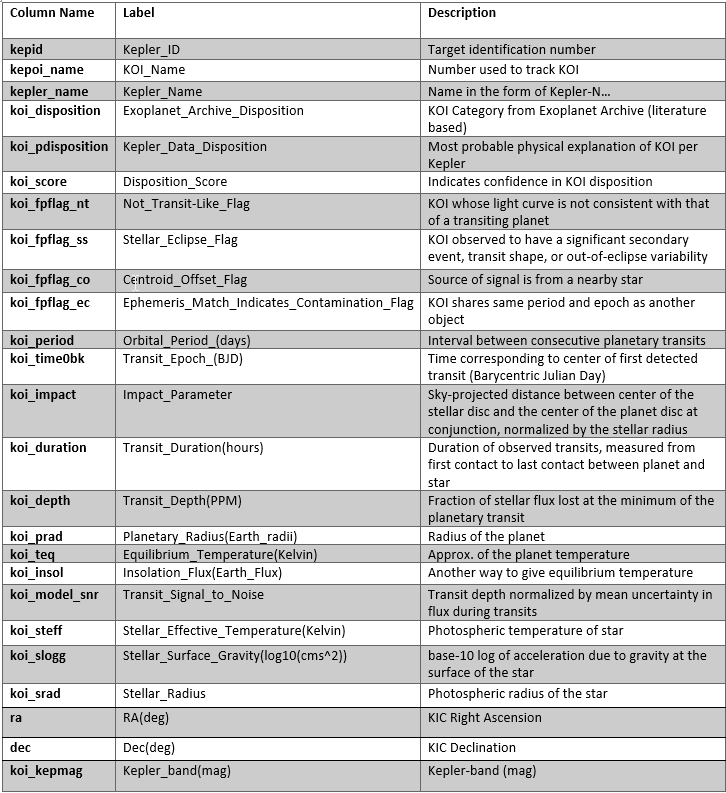 Column Name Label Description
kepid Kepler_ID Target identification number
kepoi_name KOI_Name Number used to track KOI
kepler_name Kepler_Name Name in the form of Kepler-N...
koi_disposition Exoplanet_Archive_Disposition KOI Category from Exoplanet Archive (literature
based)
koi_pdisposition Kepler_Data_Disposition Most probable physical explanation of KOI per
Kepler
koi_score Disposition_Score Indicates confidence in KOI disposition
koi_fpflag_nt Not_Transit-Like_Flag KOI whose light curve is not consistent with that
of a transiting planet
koi_fpflag_ss Stellar_Eclipse_Flag KOI observed to have a significant secondary
event, transit shape, or out-of-eclipse variability
koi_fpflag_co Centroid_Offset_Flag Source of signal is from a nearby star
koi_fpflag_ec Ephemeris_Match_Indicates_Contamination_Flag KOI shares same period and epoch as another
object
koi_period Orbital_Period_(days) Interval between consecutive planetary transits
koi_time0bk Transit_Epoch_(BJD) Time corresponding to center of first detected
transit (Barycentric Julian Day)
koi_impact Impact_Parameter Sky-projected distance between center of the
stellar disc and the center of the planet disc at
conjunction, normalized by the stellar radius
koi_duration Transit_Duration(hours) Duration of observed transits, measured from
first contact to last contact between planet and
star
koi_depth Transit_Depth(PPM) Fraction of stellar flux lost at the minimum of the
planetary transit
koi_prad Planetary_Radius(Earth_radii) Radius of the planet
koi_teq Equilibrium_Temperature(Kelvin) Approx. of the planet temperature
koi_insol Insolation_Flux(Earth_Flux) Another way to give equilibrium temperature
koi_model_snr Transit_Signal_to_Noise Transit depth normalized by mean uncertainty in
flux during transits
koi_steff Stellar_Effective_Temperature(Kelvin) Photospheric temperature of star
koi_slogg Stellar_Surface_Gravity(log10(cms^2)) base-10 log of acceleration due to gravity at the
surface of the star
koi_srad Stellar_Radius Photospheric radius of the star
ra RA(deg) KIC Right Ascension
dec Dec(deg) KIC Declination
koi_kepmag Kepler_band(mag) Kepler-band (mag)